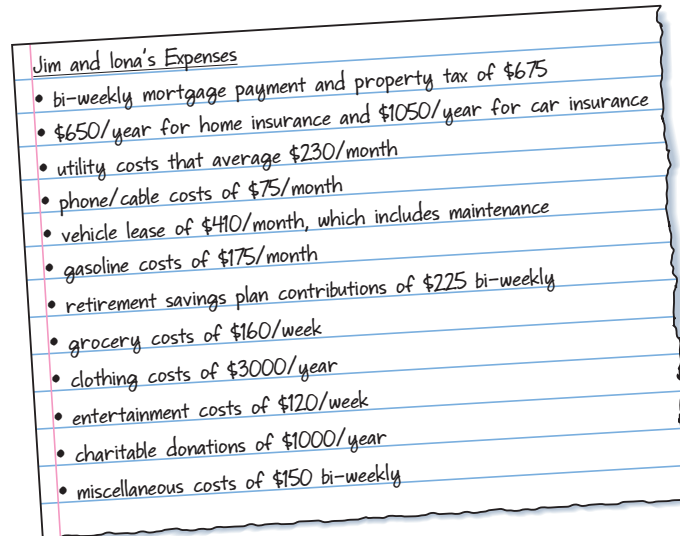 Jim and Iona's Expenses
• bi-weekly mortgage payment and property tax of $675
• $650/year for home insurance and $1050/year for car insurance
• utility costs that average $230/month
• phone/cable costs of $75/month
• vehicle lease of $410/month, which includes maintenance
• gasoline costs of $175/month
• retirement savings plan contributions of $225 bi-weekly
• grocery costs of $160/week
• clothing costs of $3000/year
• entertainment costs of $120/week
• charitable donations of $1000/year
• miscellaneous costs of $150 bi-weekly